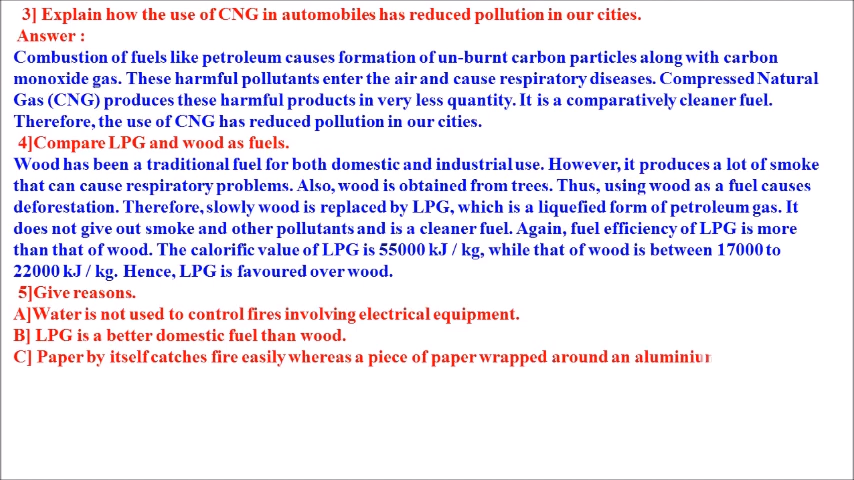 3] Explain how the use of CNG in automobiles has reduced pollution in our cities.
Answer :
Combustion of fuels like petroleum causes formation of un-burnt carbon particles along with carbon
monoxide gas. These harmful pollutants enter the air and cause respiratory diseases. Compressed Natural
Gas (CNG) produces these harmful products in very less quantity. It is a comparatively cleaner fuel.
Therefore, the use of CNG has reduced pollution in our cities.
4]Compare LPG and wood as fuels.
Wood has been a traditional fuel for both domestic and industrial use. However, it produces a lot of smoke
that can cause respiratory problems. Also, wood is obtained from trees. Thus, using wood as a fuel causes
deforestation. Therefore, slowly wood is replaced by LPG, which is a liquefied form of petroleum gas. It
does not give out smoke and other pollutants and is a cleaner fuel. Again, fuel efficiency of LPG is more
than that of wood. The calorific value of LPG is 55000 kJ / kg, while that of wood is between 17000 to
22000 kJ / kg. Hence, LPG is favoured over wood.
5]Give reasons.
A]Water is not used to control fires involving electrical equipment.
B] LPG is a better domestic fuel than wood.
C] Paper by itself catches fire easily whereas a piece of paper wrapped around an